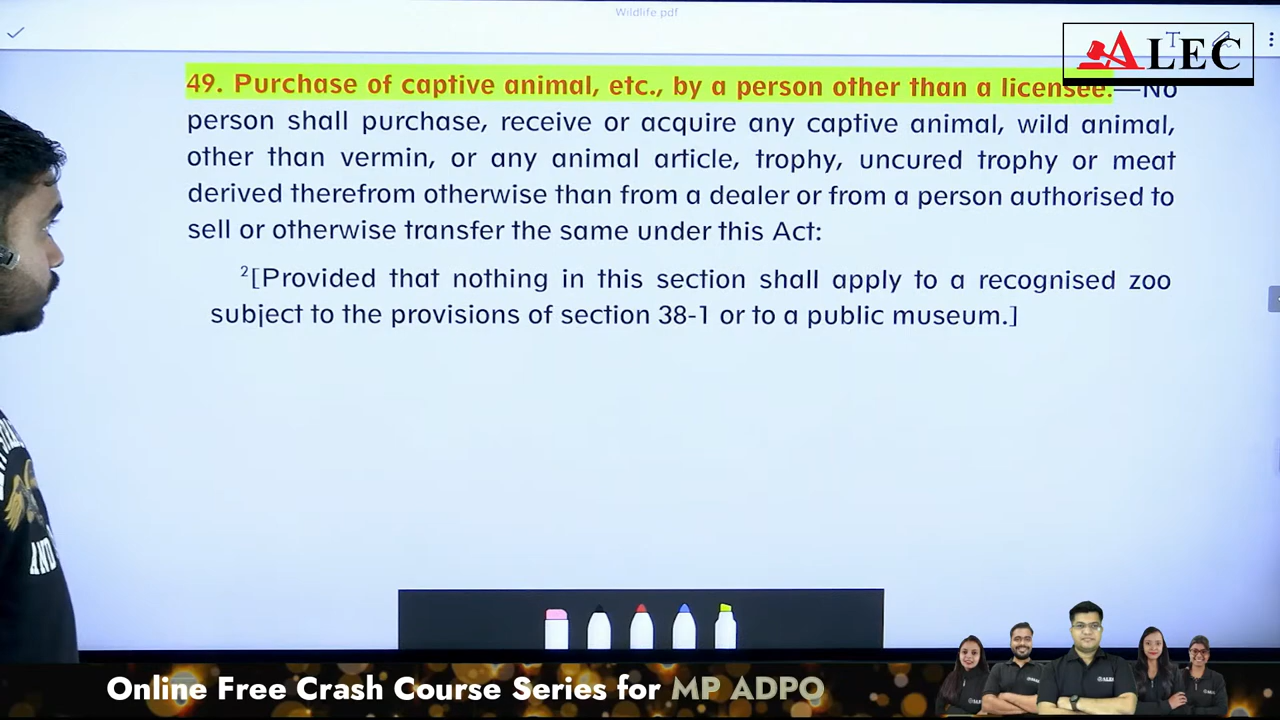 Wildlife pdf
ALEC
49. Purchase of captive animal, etc., by a person other than a licensee.—No
person shall purchase, receive or acquire any captive animal, wild animal,
other than vermin, or any animal article, trophy, uncured trophy or meat
derived therefrom otherwise than from a dealer or from a person authorised to
sell or otherwise transfer the same under this Act:
2[Provided that nothing in this section shall apply to a recognised zoo
subject to the provisions of section 38-1 or to a public museum.]
AND
Online Free Crash Course Series for MP ADPO